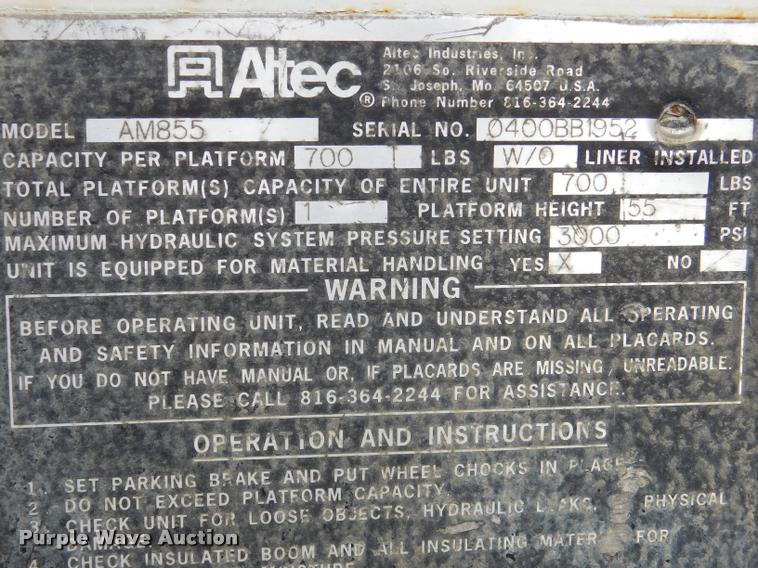 Altec
Altec Industries, Inc.
2106 So. Riverside Road
St. Joseph, Mo. 64507 U.S.A.
® Phone Number 816-364-2244
MODEL AM855 SERIAL NO. 0400BB1952
CAPACITY PER PLATFORM 700 LBS W/O LINER INSTALLED
TOTAL PLATFORM(S) CAPACITY OF ENTIRE UNIT 700 LBS
NUMBER OF PLATFORM(S) 1 PLATFORM HEIGHT 55 FT
MAXIMUM HYDRAULIC SYSTEM PRESSURE SETTING 3000 PSI
UNIT IS EQUIPPED FOR MATERIAL HANDLING YES X NO
WARNING
BEFORE OPERATING UNIT, READ AND UNDERSTAND ALL OPERATING
AND SAFETY INFORMATION IN MANUAL AND ON ALL PLACARDS.
IF YOU DO NOT HAVE MANUAL OR, IF PLACARDS ARE MISSING, UNREADABLE.
PLEASE CALL 816-364-2244 FOR ASSISTANCE.
OPERATION AND INSTRUCTIONS
1. SET PARKING BRAKE AND PUT WHEEL CHOCKS IN PLACE.
2. DO NOT EXCEED PLATFORM CAPACITY.
3. CHECK UNIT FOR LOOSE OBJECTS, HYDRAULIC LEAKS, PHYSICAL
DAMAGE.
4. CHECK INSULATED BOOM AND ALL INSULATING MATER FOR
Purple Wave Auction